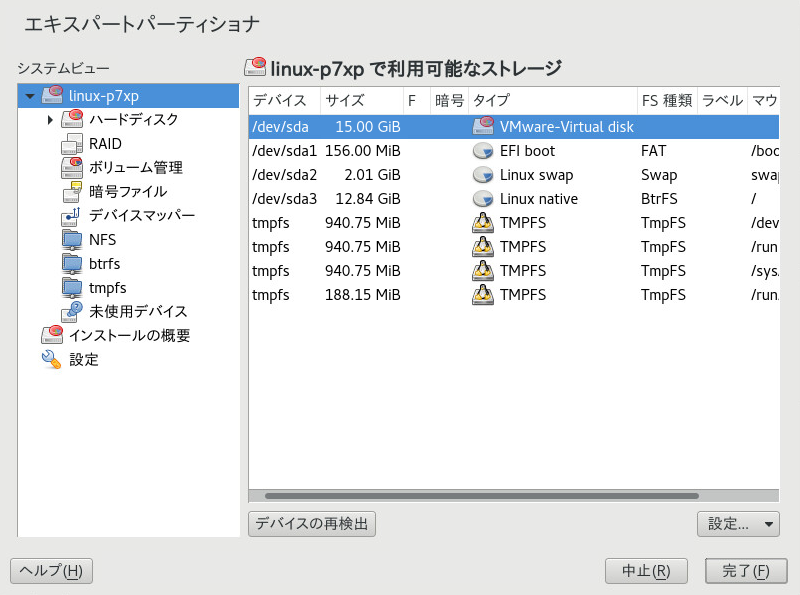 エキスパートパーティショナ
システムビュー
linux-p7xp
ハードディスク
RAID
ボリューム管理
暗号ファイル
デバイスマッパー
NFS
btrfs
tmpfs
未使用デバイス
インストールの概要
設定
linux-p7xp で利用可能なストレージ
デバイス サイズ F 暗号 タイプ FS 種類 ラベル マウ
/dev/sda 15.00 GiB VMware-Virtual disk
/dev/sda1 156.00 MiB EFI boot FAT /boo
/dev/sda2 2.01 GiB Linux swap Swap swap
/dev/sda3 12.84 GiB Linux native BtrFS /
tmpfs 940.75 MiB TMPFS TmpFS /dev
tmpfs 940.75 MiB TMPFS TmpFS /run
tmpfs 940.75 MiB TMPFS TmpFS /sys
tmpfs 188.15 MiB TMPFS TmpFS /run
デバイスの再検出 設定...
ヘルプ(H) 中止(R) 完了(F)